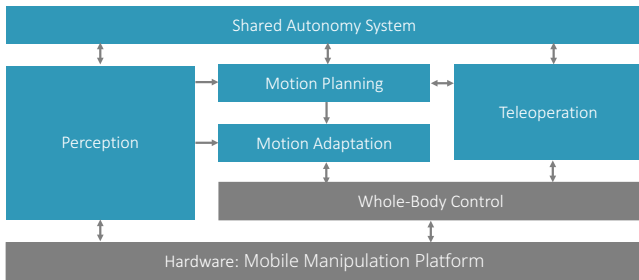 Shared Autonomy System
Motion Planning
Teleoperation
Perception
Motion Adaptation
Whole-Body Control
Hardware: Mobile Manipulation Platform